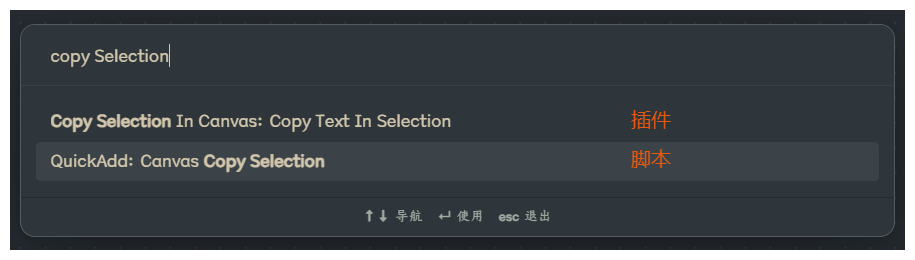 copy Selection
Copy Selection In Canvas: Copy Text In Selection 插件
QuickAdd: Canvas Copy Selection 脚本
↑↓ 导航 ↵ 使用 esc 退出